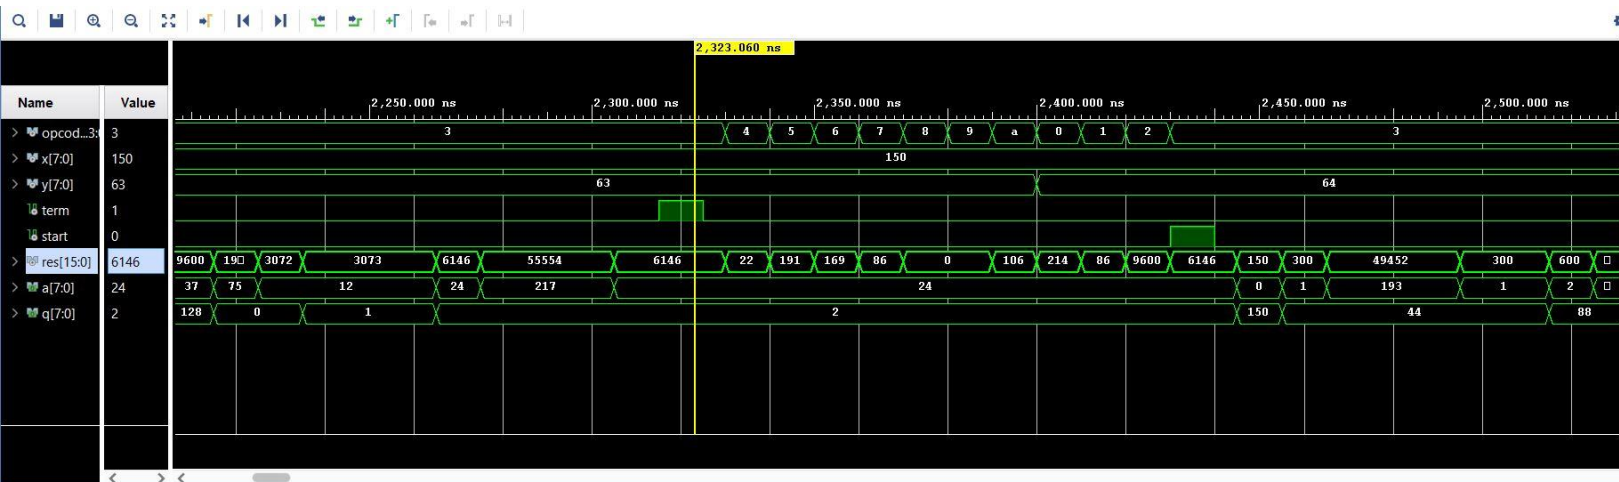 2,323.060 ns
Name Value
2,250.000 ns 2,300.000 ns 2,350.000 ns 2,400.000 ns 2,450.000 ns 2,500.000 ns
opcod...3:0 3 3 4 5 6 7 8 9 a 0 1 2 3
x[7:0] 150 150
y[7:0] 63 63 64
term 1
start 0
res[15:0] 6146 9600 19 3072 3073 6146 55554 6146 22 191 169 86 0 106 214 86 9600 6146 150 300 49452 300 600
a[7:0] 24 37 75 12 24 217 24 0 1 193 1 2
q[7:0] 2 128 0 1 2 150 44 88